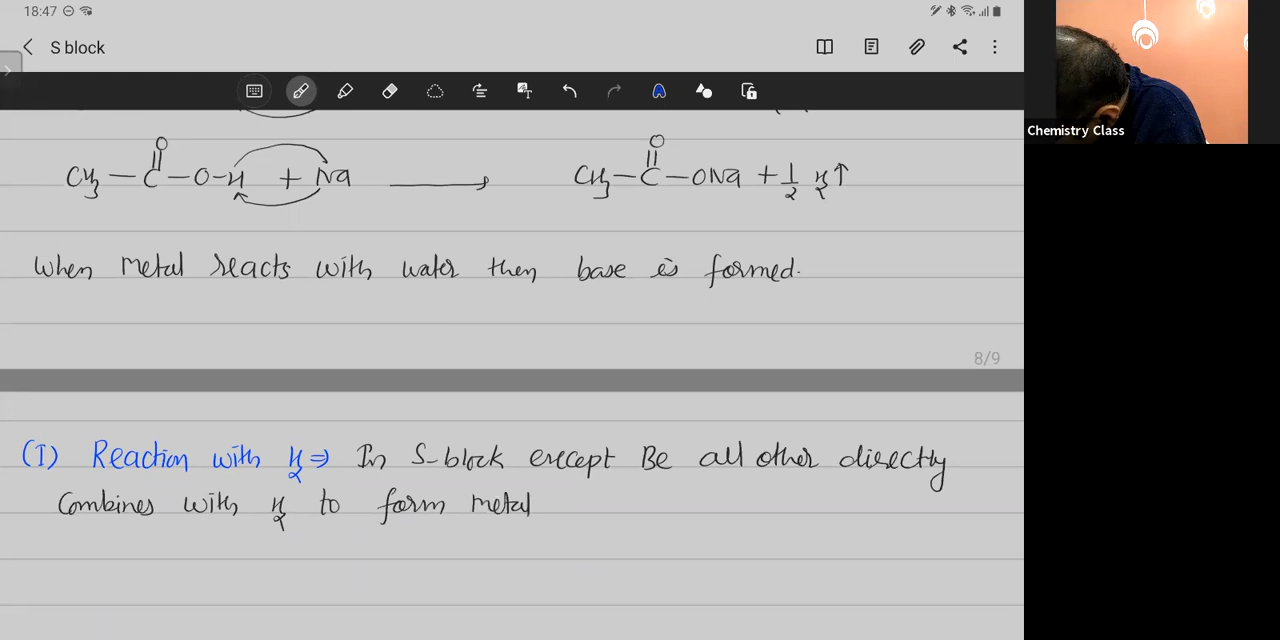 18:47
S block
Chemistry Class
O O
CH3 — C — O-H + Na → CH3 — C — ONa + 1/2 H2↑
When metal reacts with water then base is formed.
8/9
(I) Reaction with H2 ⇒ In S-block except Be all other directly
Combines with H2 to form metal